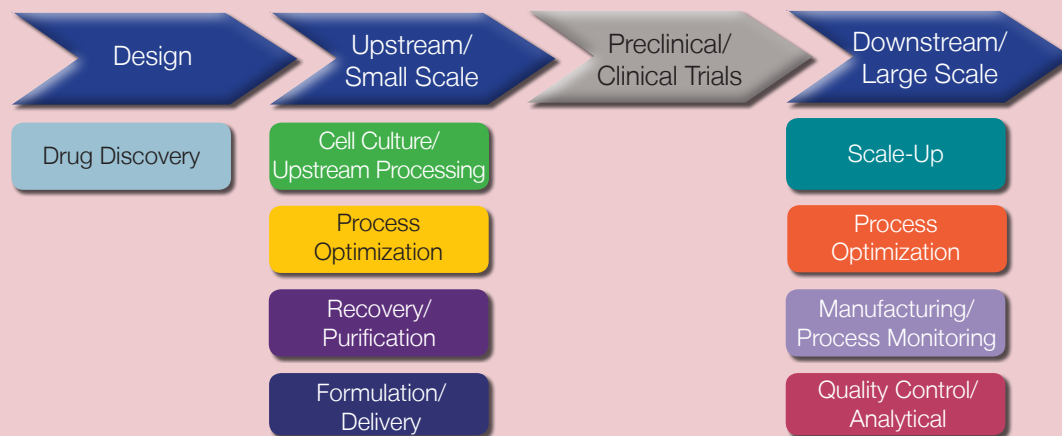 Design
Upstream/
Small Scale
Preclinical/
Clinical Trials
Downstream/
Large Scale
Drug Discovery
Cell Culture/
Upstream Processing
Process
Optimization
Recovery/
Purification
Formulation/
Delivery
Scale-Up
Process
Optimization
Manufacturing/
Process Monitoring
Quality Control/
Analytical